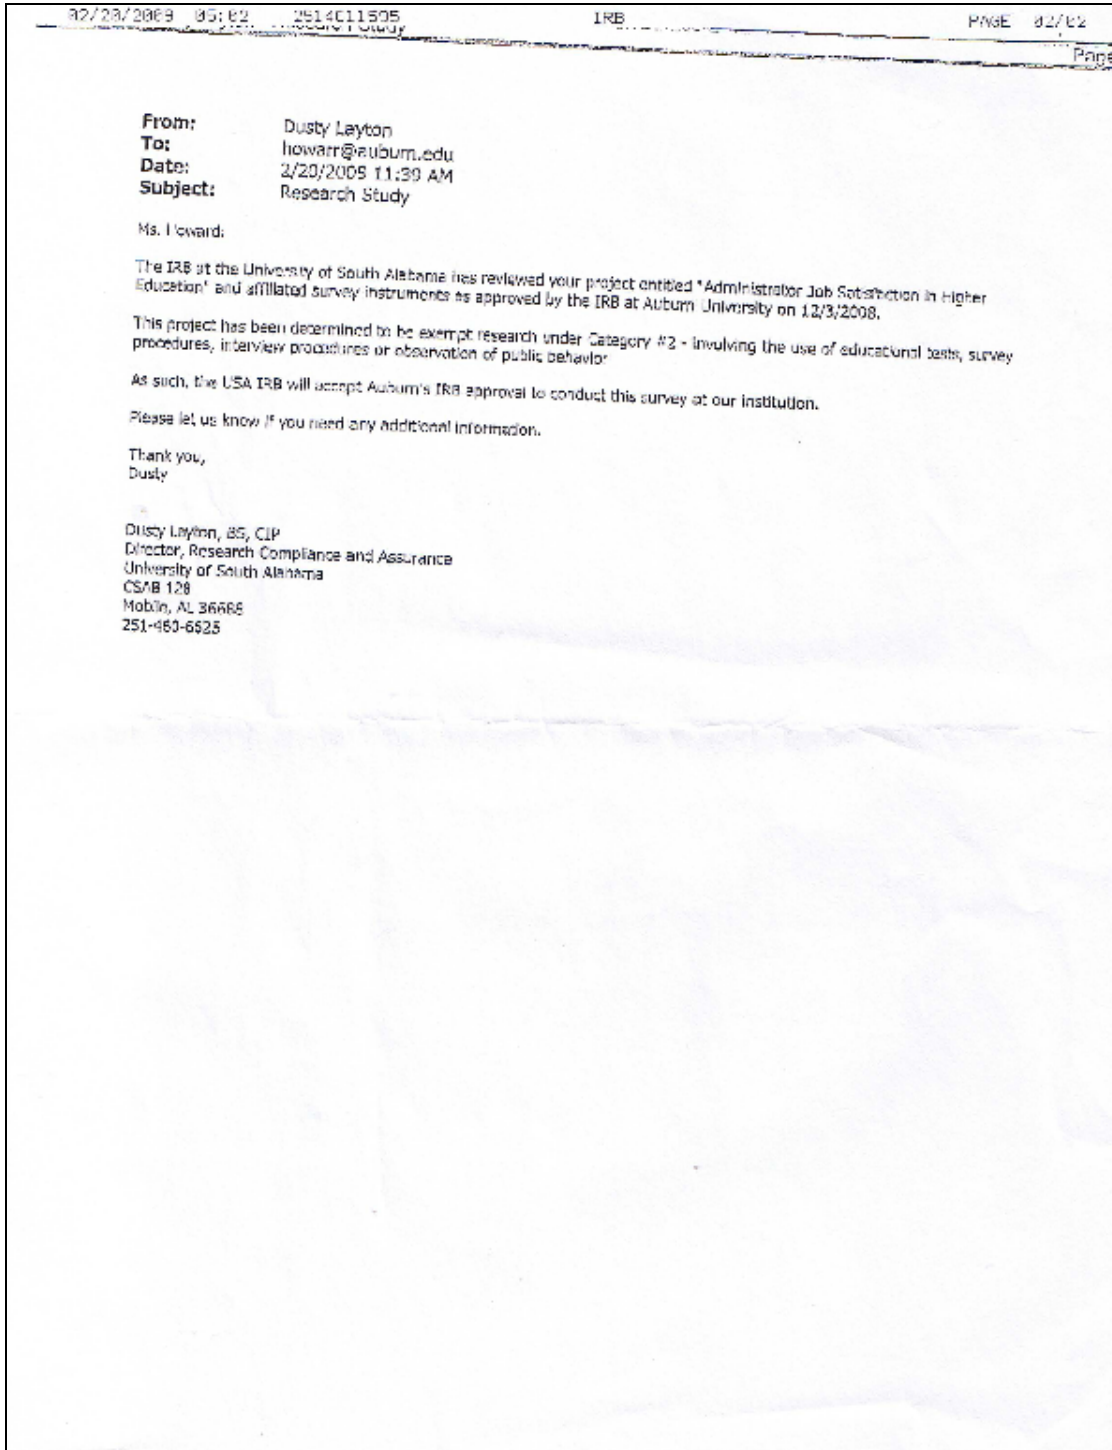 02/20/2009 05:02 2514611595 IRB PAGE 02/02
Research Study
Page
From: Dusty Layton
To: howarr@auburn.edu
Date: 2/20/2009 11:39 AM
Subject: Research Study
Ms. Howard:
The IRB at the University of South Alabama has reviewed your project entitled "Administrator Job Satisfaction in Higher
Education" and affiliated survey instruments as approved by the IRB at Auburn University on 12/3/2008.
This project has been determined to be exempt research under Category #2 - involving the use of educational tests, survey
procedures, interview procedures or observation of public behavior
As such, the USA IRB will accept Auburn's IRB approval to conduct this survey at our institution.
Please let us know if you need any additional information.
Thank you,
Dusty
Dusty Layton, BS, CIP
Director, Research Compliance and Assurance
University of South Alabama
CSAB 128
Mobile, AL 36688
251-460-6625